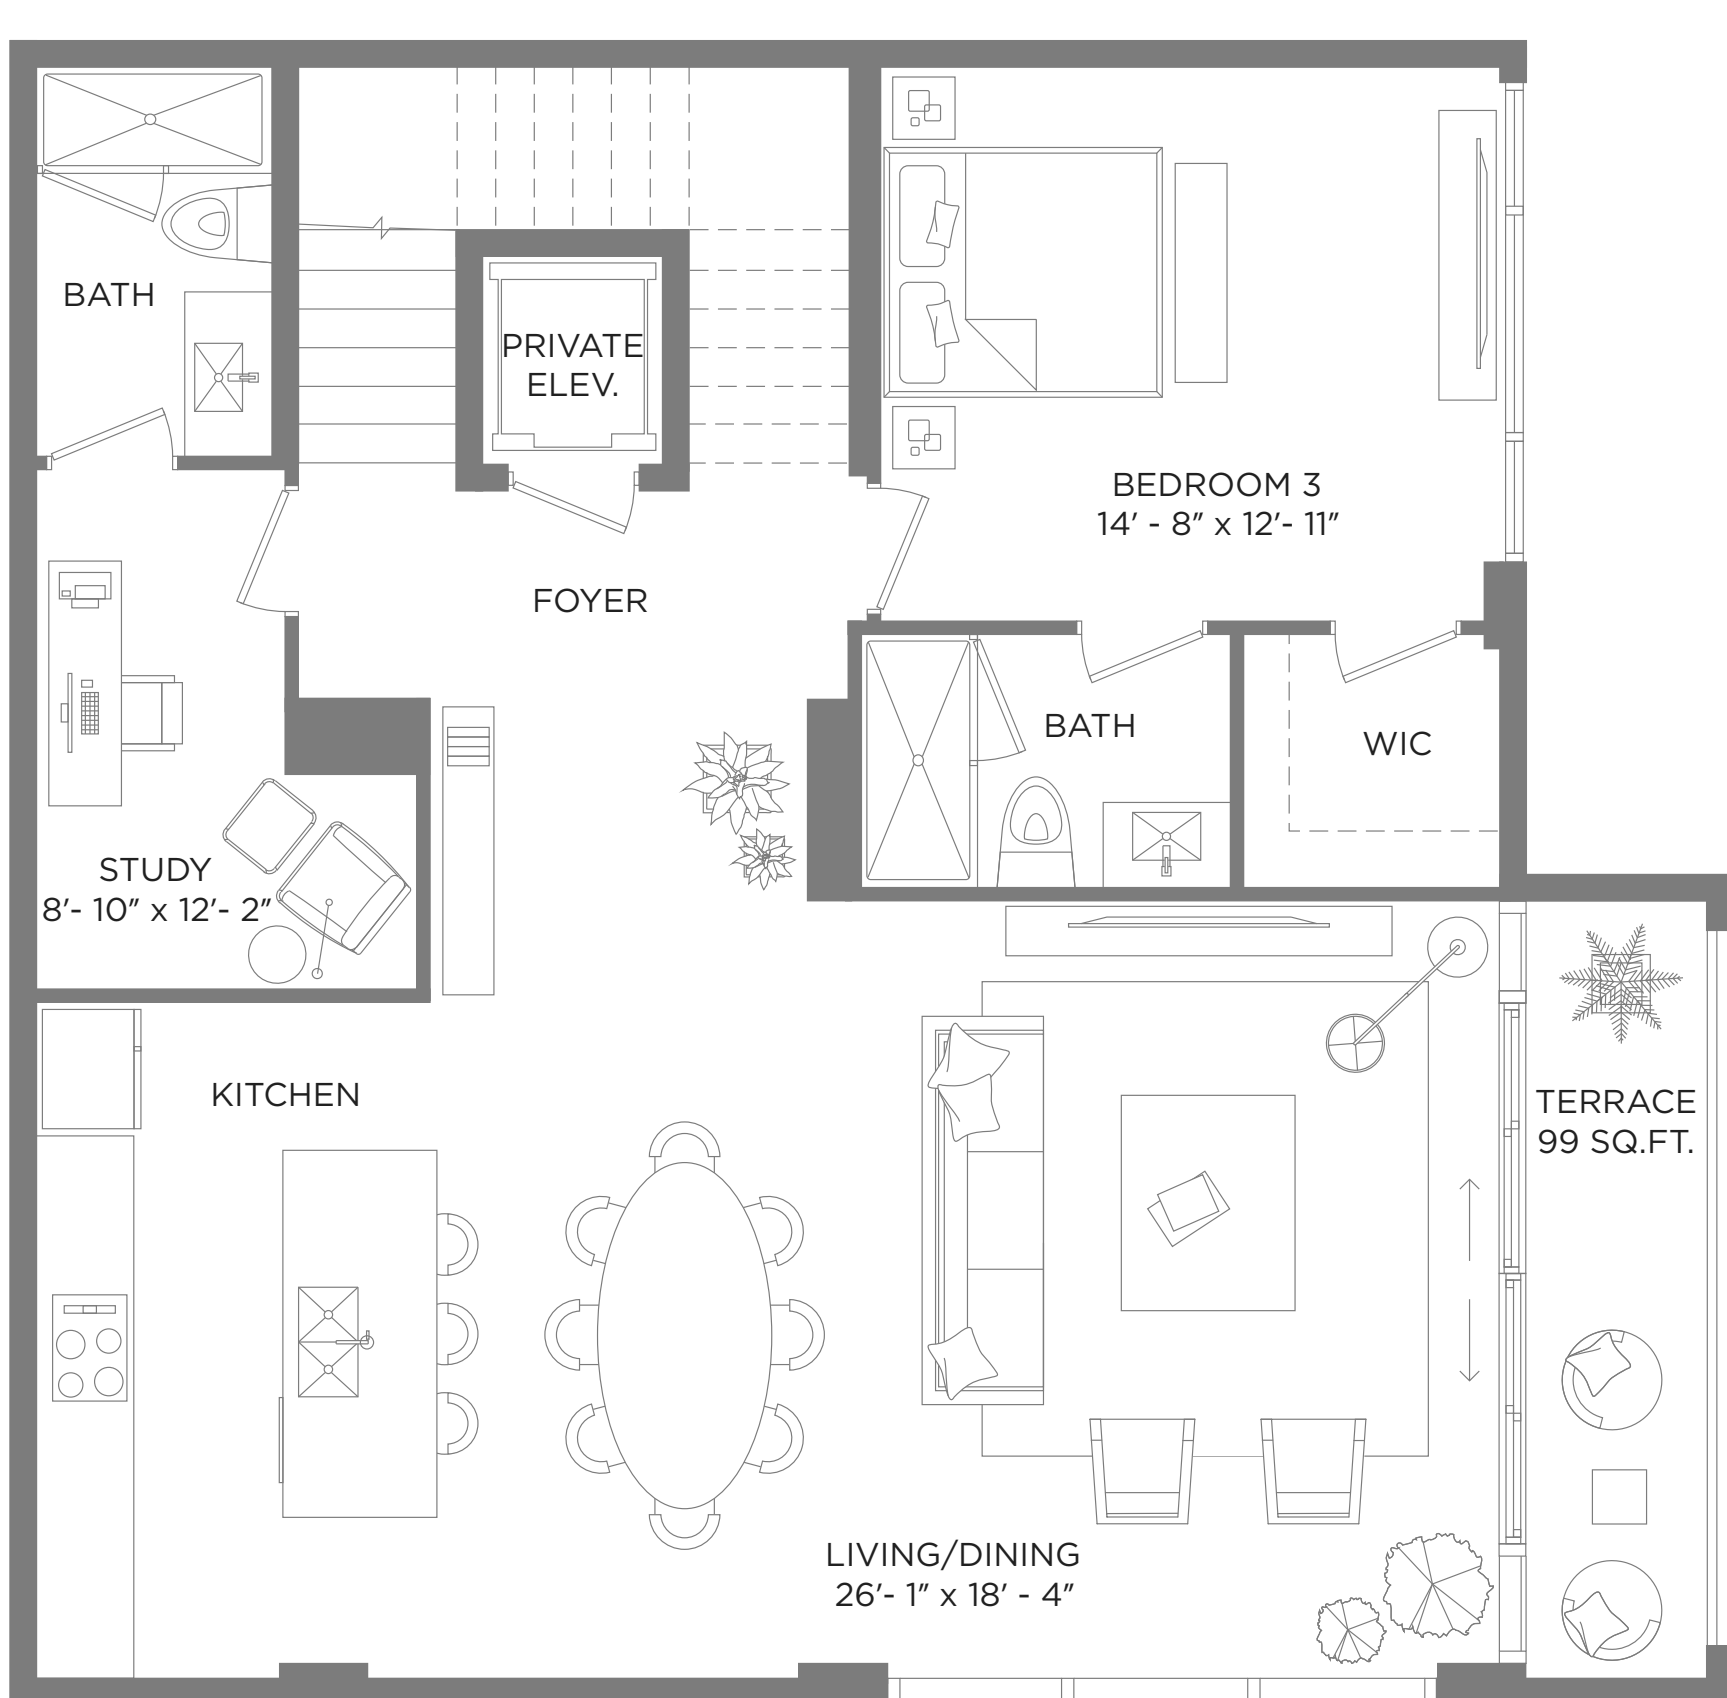 BATH
PRIVATE
ELEV.
BEDROOM 3
14' - 8" x 12'- 11"
FOYER
BATH
WIC
STUDY
8'- 10" x 12'- 2"
KITCHEN
TERRACE
99 SQ.FT.
LIVING/DINING
26'- 1" x 18' - 4"